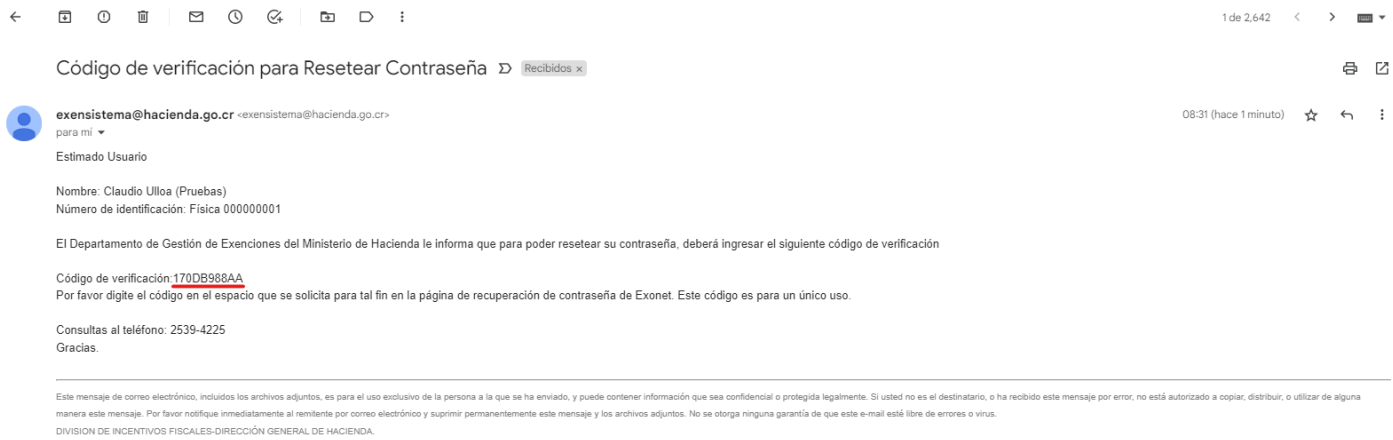 1 de 2,642
Código de verificación para Resetear Contraseña Recibidos ×
exensistema@hacienda.go.cr <exensistema@hacienda.go.cr> 08:31 (hace 1 minuto)
para mí
Estimado Usuario
Nombre: Claudio Ulloa (Pruebas)
Número de identificación: Física 000000001
El Departamento de Gestión de Exenciones del Ministerio de Hacienda le informa que para poder resetear su contraseña, deberá ingresar el siguiente código de verificación
Código de verificación:170DB988AA
Por favor digite el código en el espacio que se solicita para tal fin en la página de recuperación de contraseña de Exonet. Este código es para un único uso.
Consultas al teléfono: 2539-4225
Gracias.
Este mensaje de correo electrónico, incluidos los archivos adjuntos, es para el uso exclusivo de la persona a la que se ha enviado, y puede contener información que sea confidencial o protegida legalmente. Si usted no es el destinatario, o ha recibido este mensaje por error, no está autorizado a copiar, distribuir, o utilizar de alguna
manera este mensaje. Por favor notifique inmediatamente al remitente por correo electrónico y suprimir permanentemente este mensaje y los archivos adjuntos. No se otorga ninguna garantía de que este e-mail esté libre de errores o virus.
DIVISION DE INCENTIVOS FISCALES-DIRECCIÓN GENERAL DE HACIENDA.